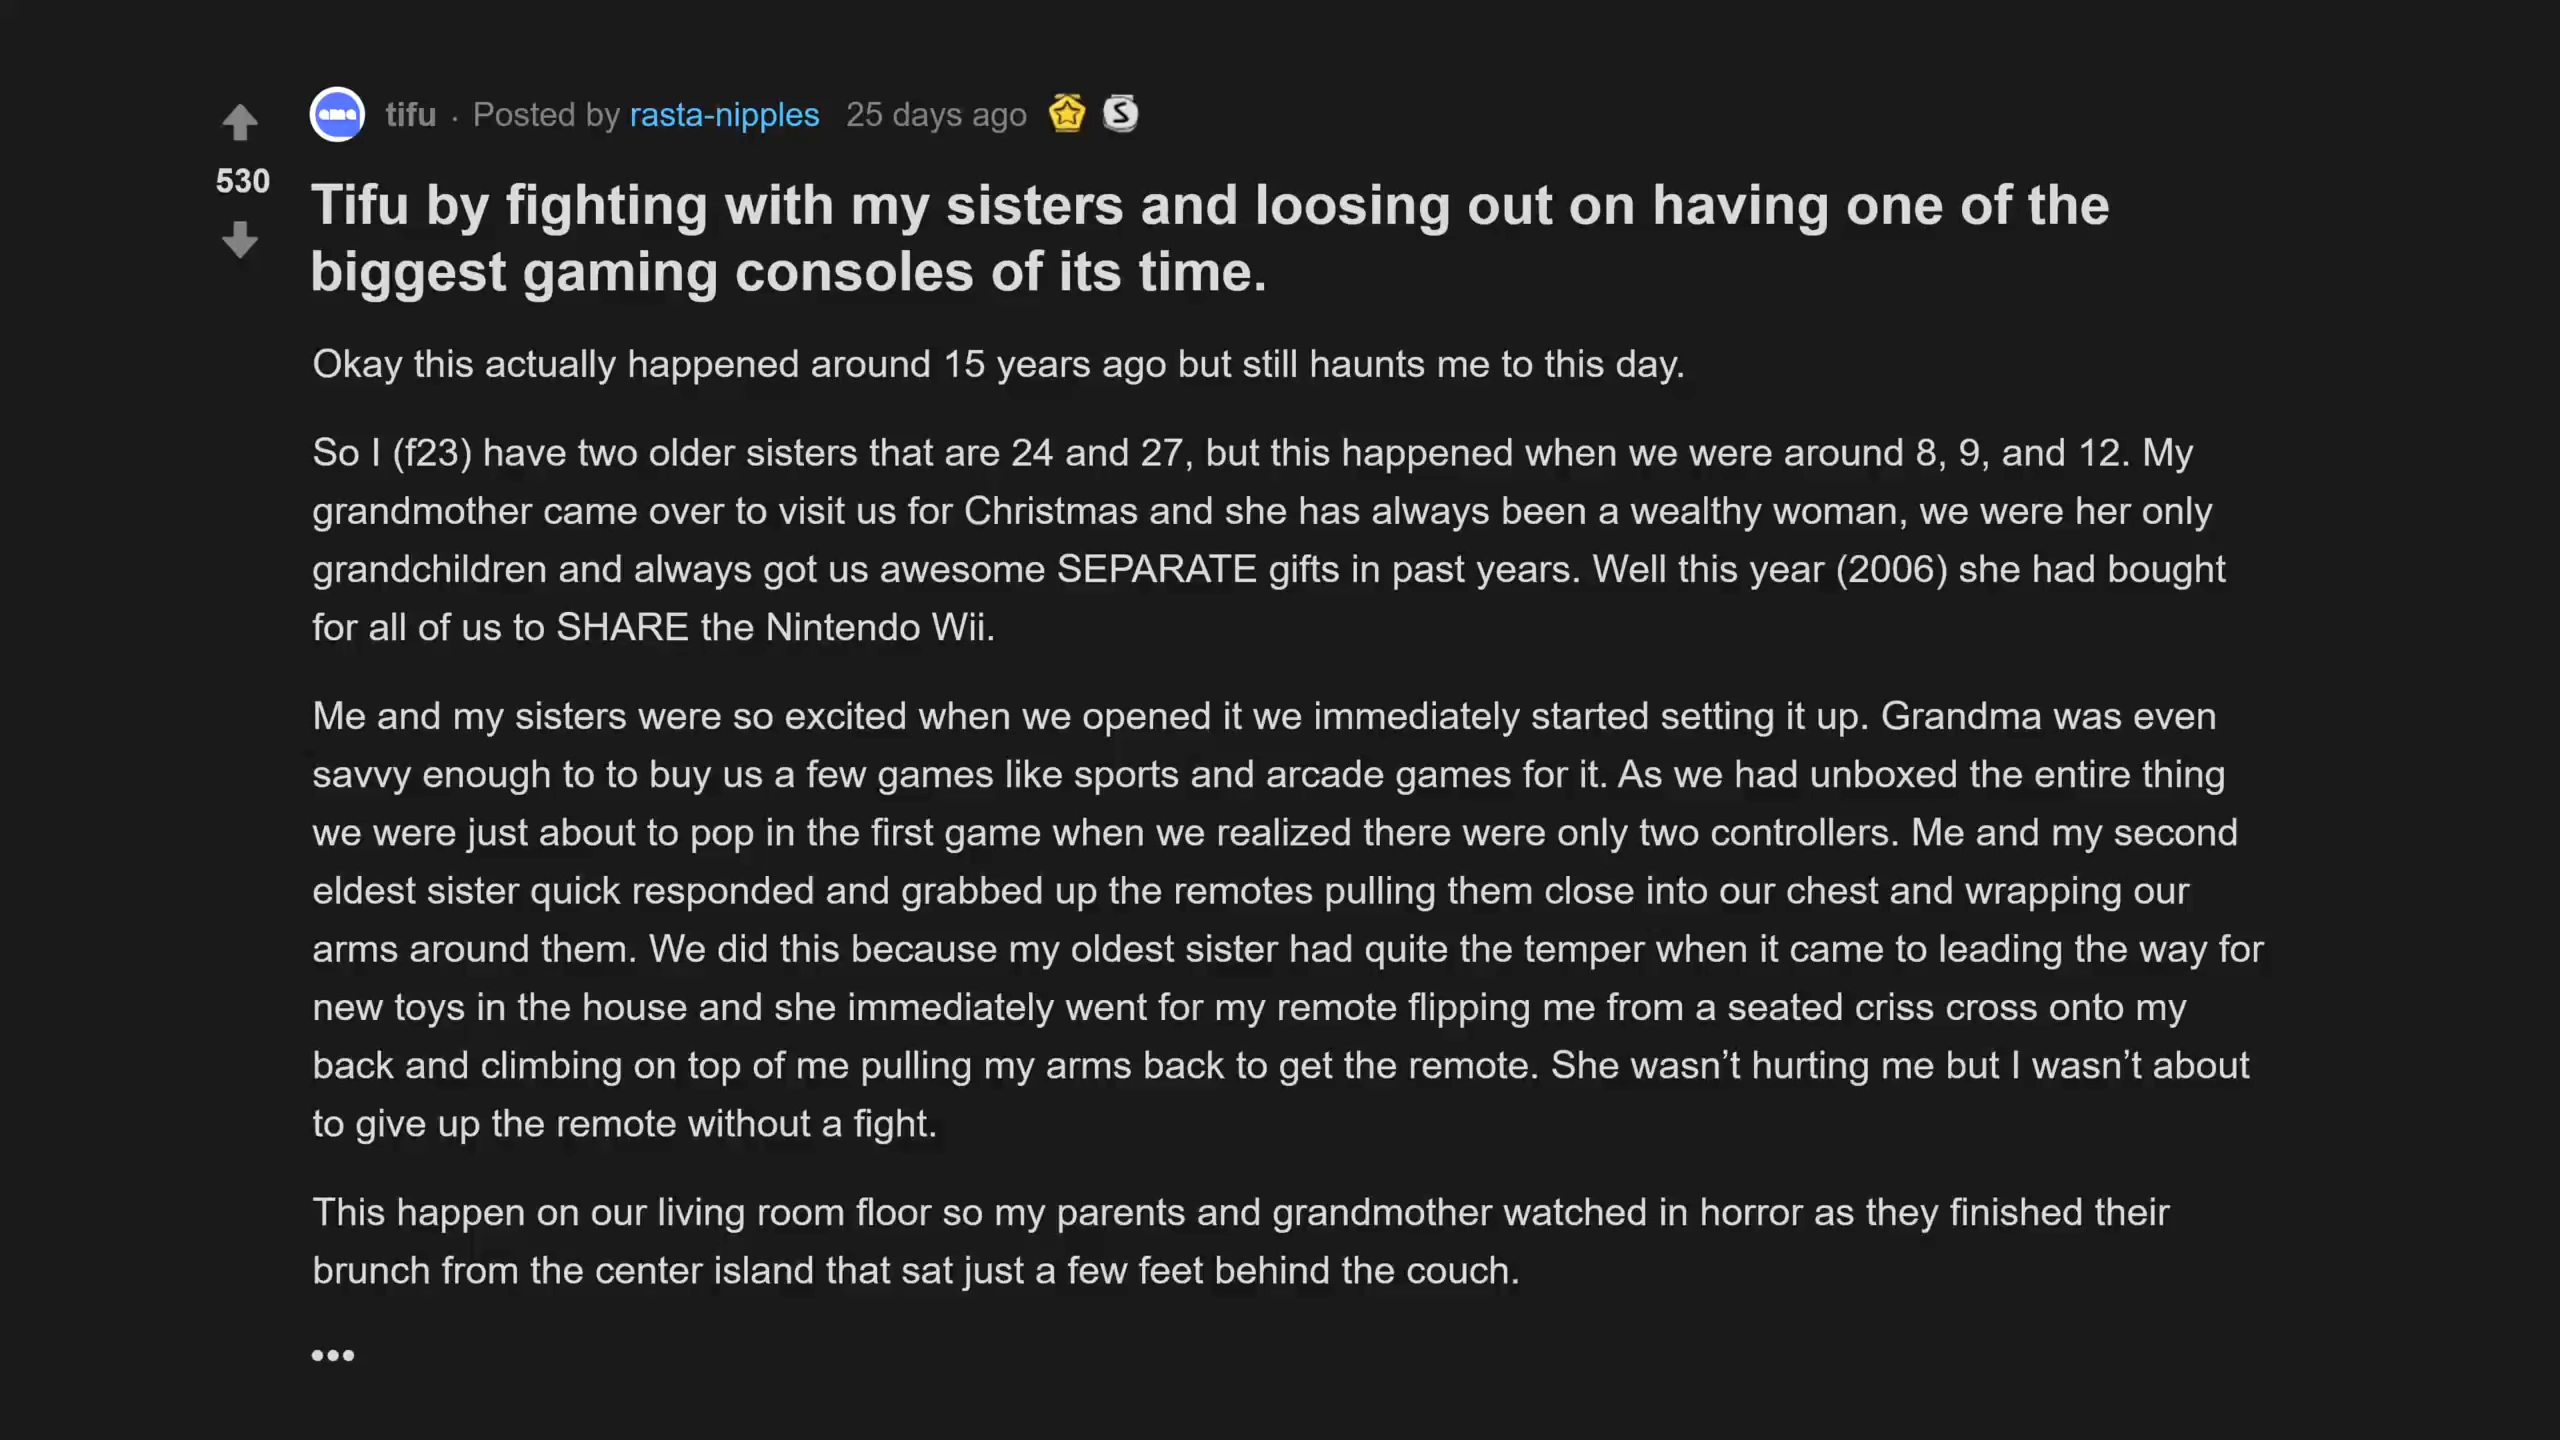 ama tifu · Posted by rasta-nipples 25 days ago S
530
Tifu by fighting with my sisters and loosing out on having one of the
biggest gaming consoles of its time.
Okay this actually happened around 15 years ago but still haunts me to this day.
So I (f23) have two older sisters that are 24 and 27, but this happened when we were around 8, 9, and 12. My
grandmother came over to visit us for Christmas and she has always been a wealthy woman, we were her only
grandchildren and always got us awesome SEPARATE gifts in past years. Well this year (2006) she had bought
for all of us to SHARE the Nintendo Wii.
Me and my sisters were so excited when we opened it we immediately started setting it up. Grandma was even
savvy enough to to buy us a few games like sports and arcade games for it. As we had unboxed the entire thing
we were just about to pop in the first game when we realized there were only two controllers. Me and my second
eldest sister quick responded and grabbed up the remotes pulling them close into our chest and wrapping our
arms around them. We did this because my oldest sister had quite the temper when it came to leading the way for
new toys in the house and she immediately went for my remote flipping me from a seated criss cross onto my
back and climbing on top of me pulling my arms back to get the remote. She wasn’t hurting me but I wasn’t about
to give up the remote without a fight.
This happen on our living room floor so my parents and grandmother watched in horror as they finished their
brunch from the center island that sat just a few feet behind the couch.
•••